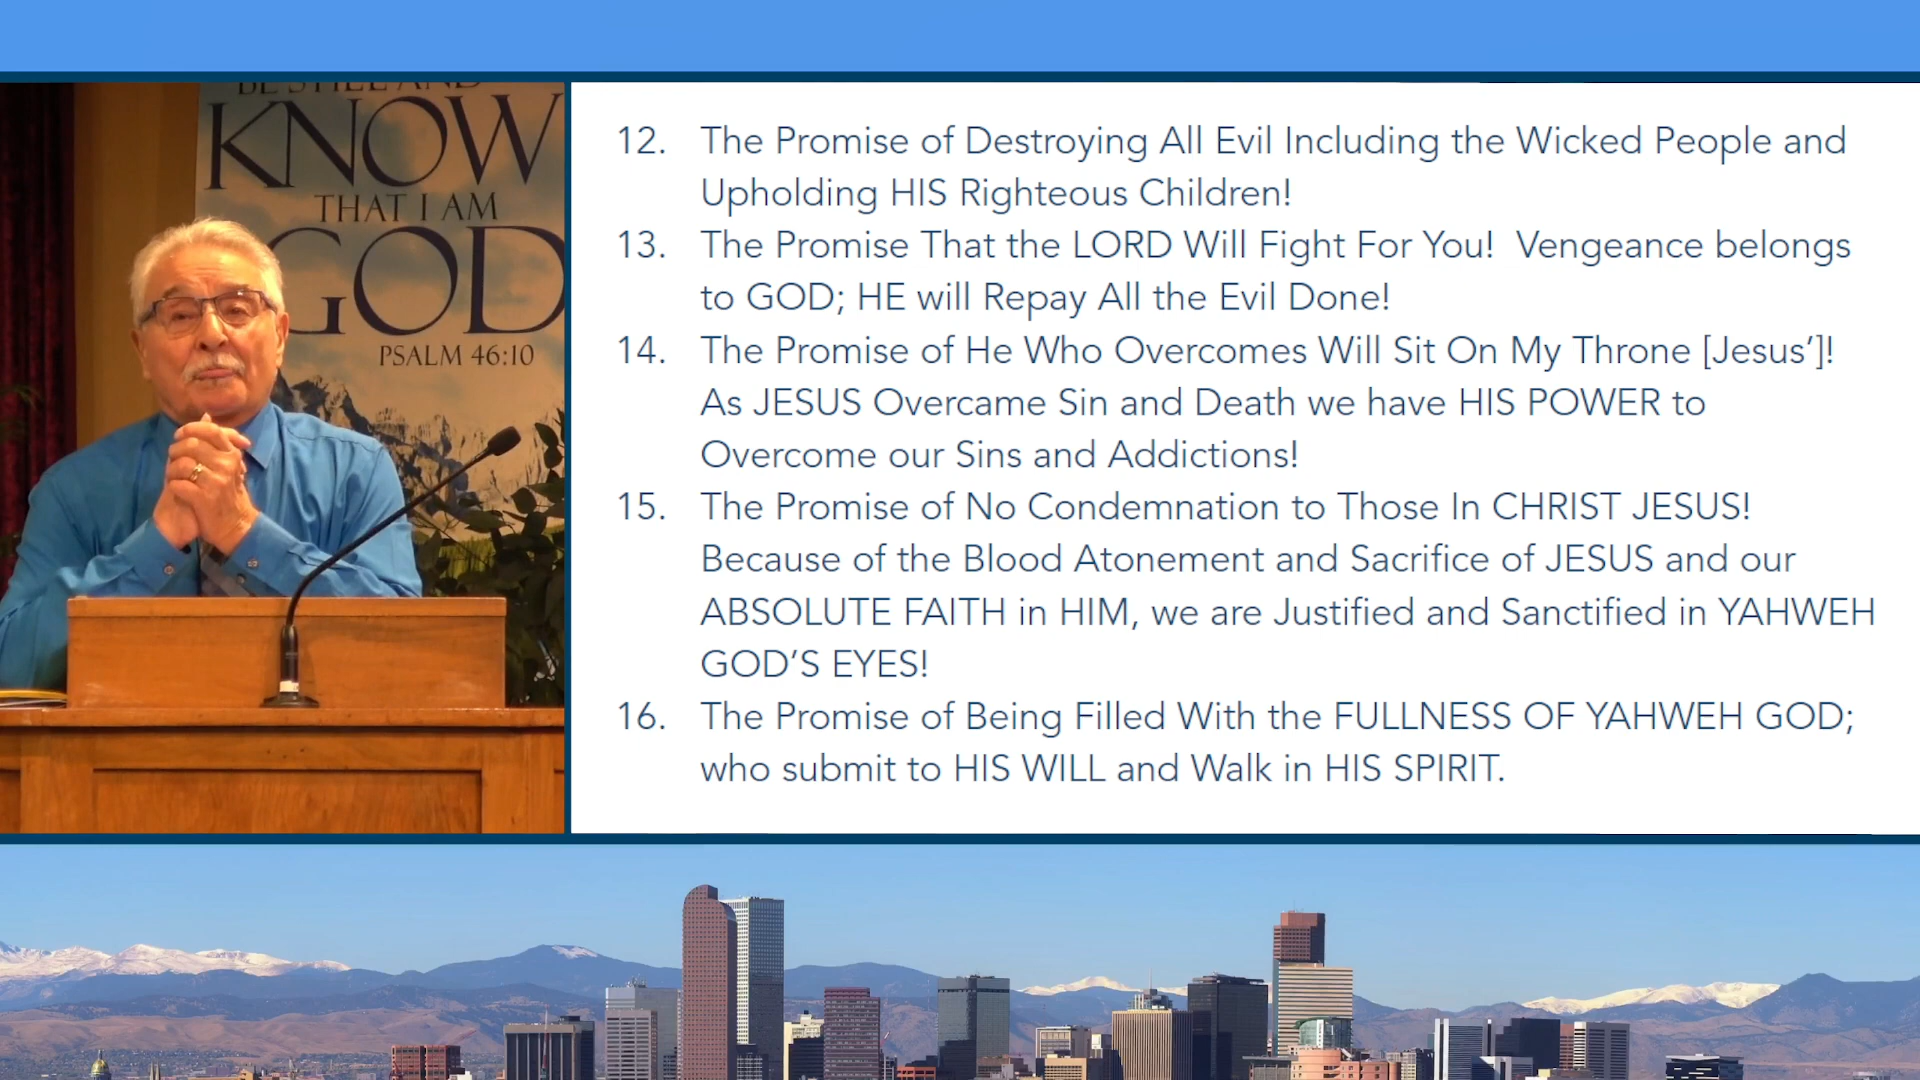 BE STILL AND
KNOW
THAT I AM
GOD
PSALM 46:10
12. The Promise of Destroying All Evil Including the Wicked People and
Upholding HIS Righteous Children!
13. The Promise That the LORD Will Fight For You! Vengeance belongs
to GOD; HE will Repay All the Evil Done!
14. The Promise of He Who Overcomes Will Sit On My Throne [Jesus’]!
As JESUS Overcame Sin and Death we have HIS POWER to
Overcome our Sins and Addictions!
15. The Promise of No Condemnation to Those In CHRIST JESUS!
Because of the Blood Atonement and Sacrifice of JESUS and our
ABSOLUTE FAITH in HIM, we are Justified and Sanctified in YAHWEH
GOD’S EYES!
16. The Promise of Being Filled With the FULLNESS OF YAHWEH GOD;
who submit to HIS WILL and Walk in HIS SPIRIT.